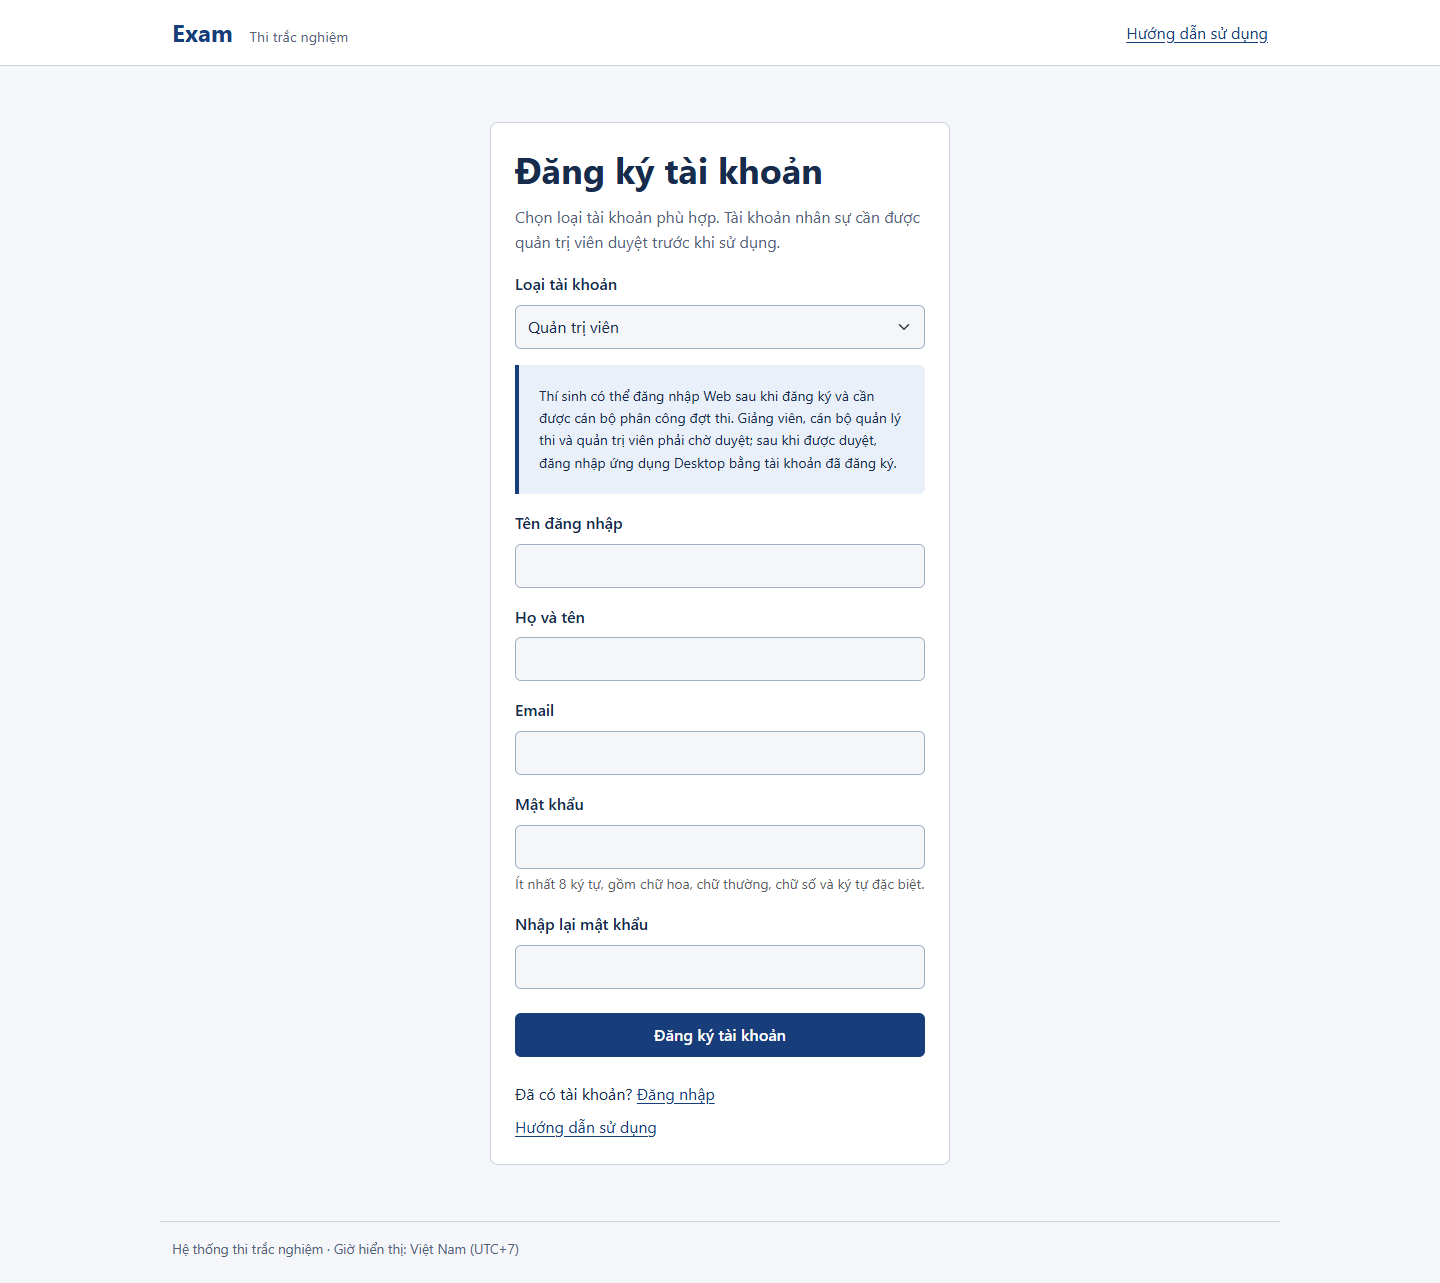 Exam Thi trắc nghiệm Hướng dẫn sử dụng
Đăng ký tài khoản
Chọn loại tài khoản phù hợp. Tài khoản nhân sự cần được
quản trị viên duyệt trước khi sử dụng.
Loại tài khoản
Quản trị viên
Thí sinh có thể đăng nhập Web sau khi đăng ký và cần
được cán bộ phân công đợt thi. Giảng viên, cán bộ quản lý
thi và quản trị viên phải chờ duyệt; sau khi được duyệt,
đăng nhập ứng dụng Desktop bằng tài khoản đã đăng ký.
Tên đăng nhập
Họ và tên
Email
Mật khẩu
Ít nhất 8 ký tự, gồm chữ hoa, chữ thường, chữ số và ký tự đặc biệt.
Nhập lại mật khẩu
Đăng ký tài khoản
Đã có tài khoản? Đăng nhập
Hướng dẫn sử dụng
Hệ thống thi trắc nghiệm · Giờ hiển thị: Việt Nam (UTC+7)